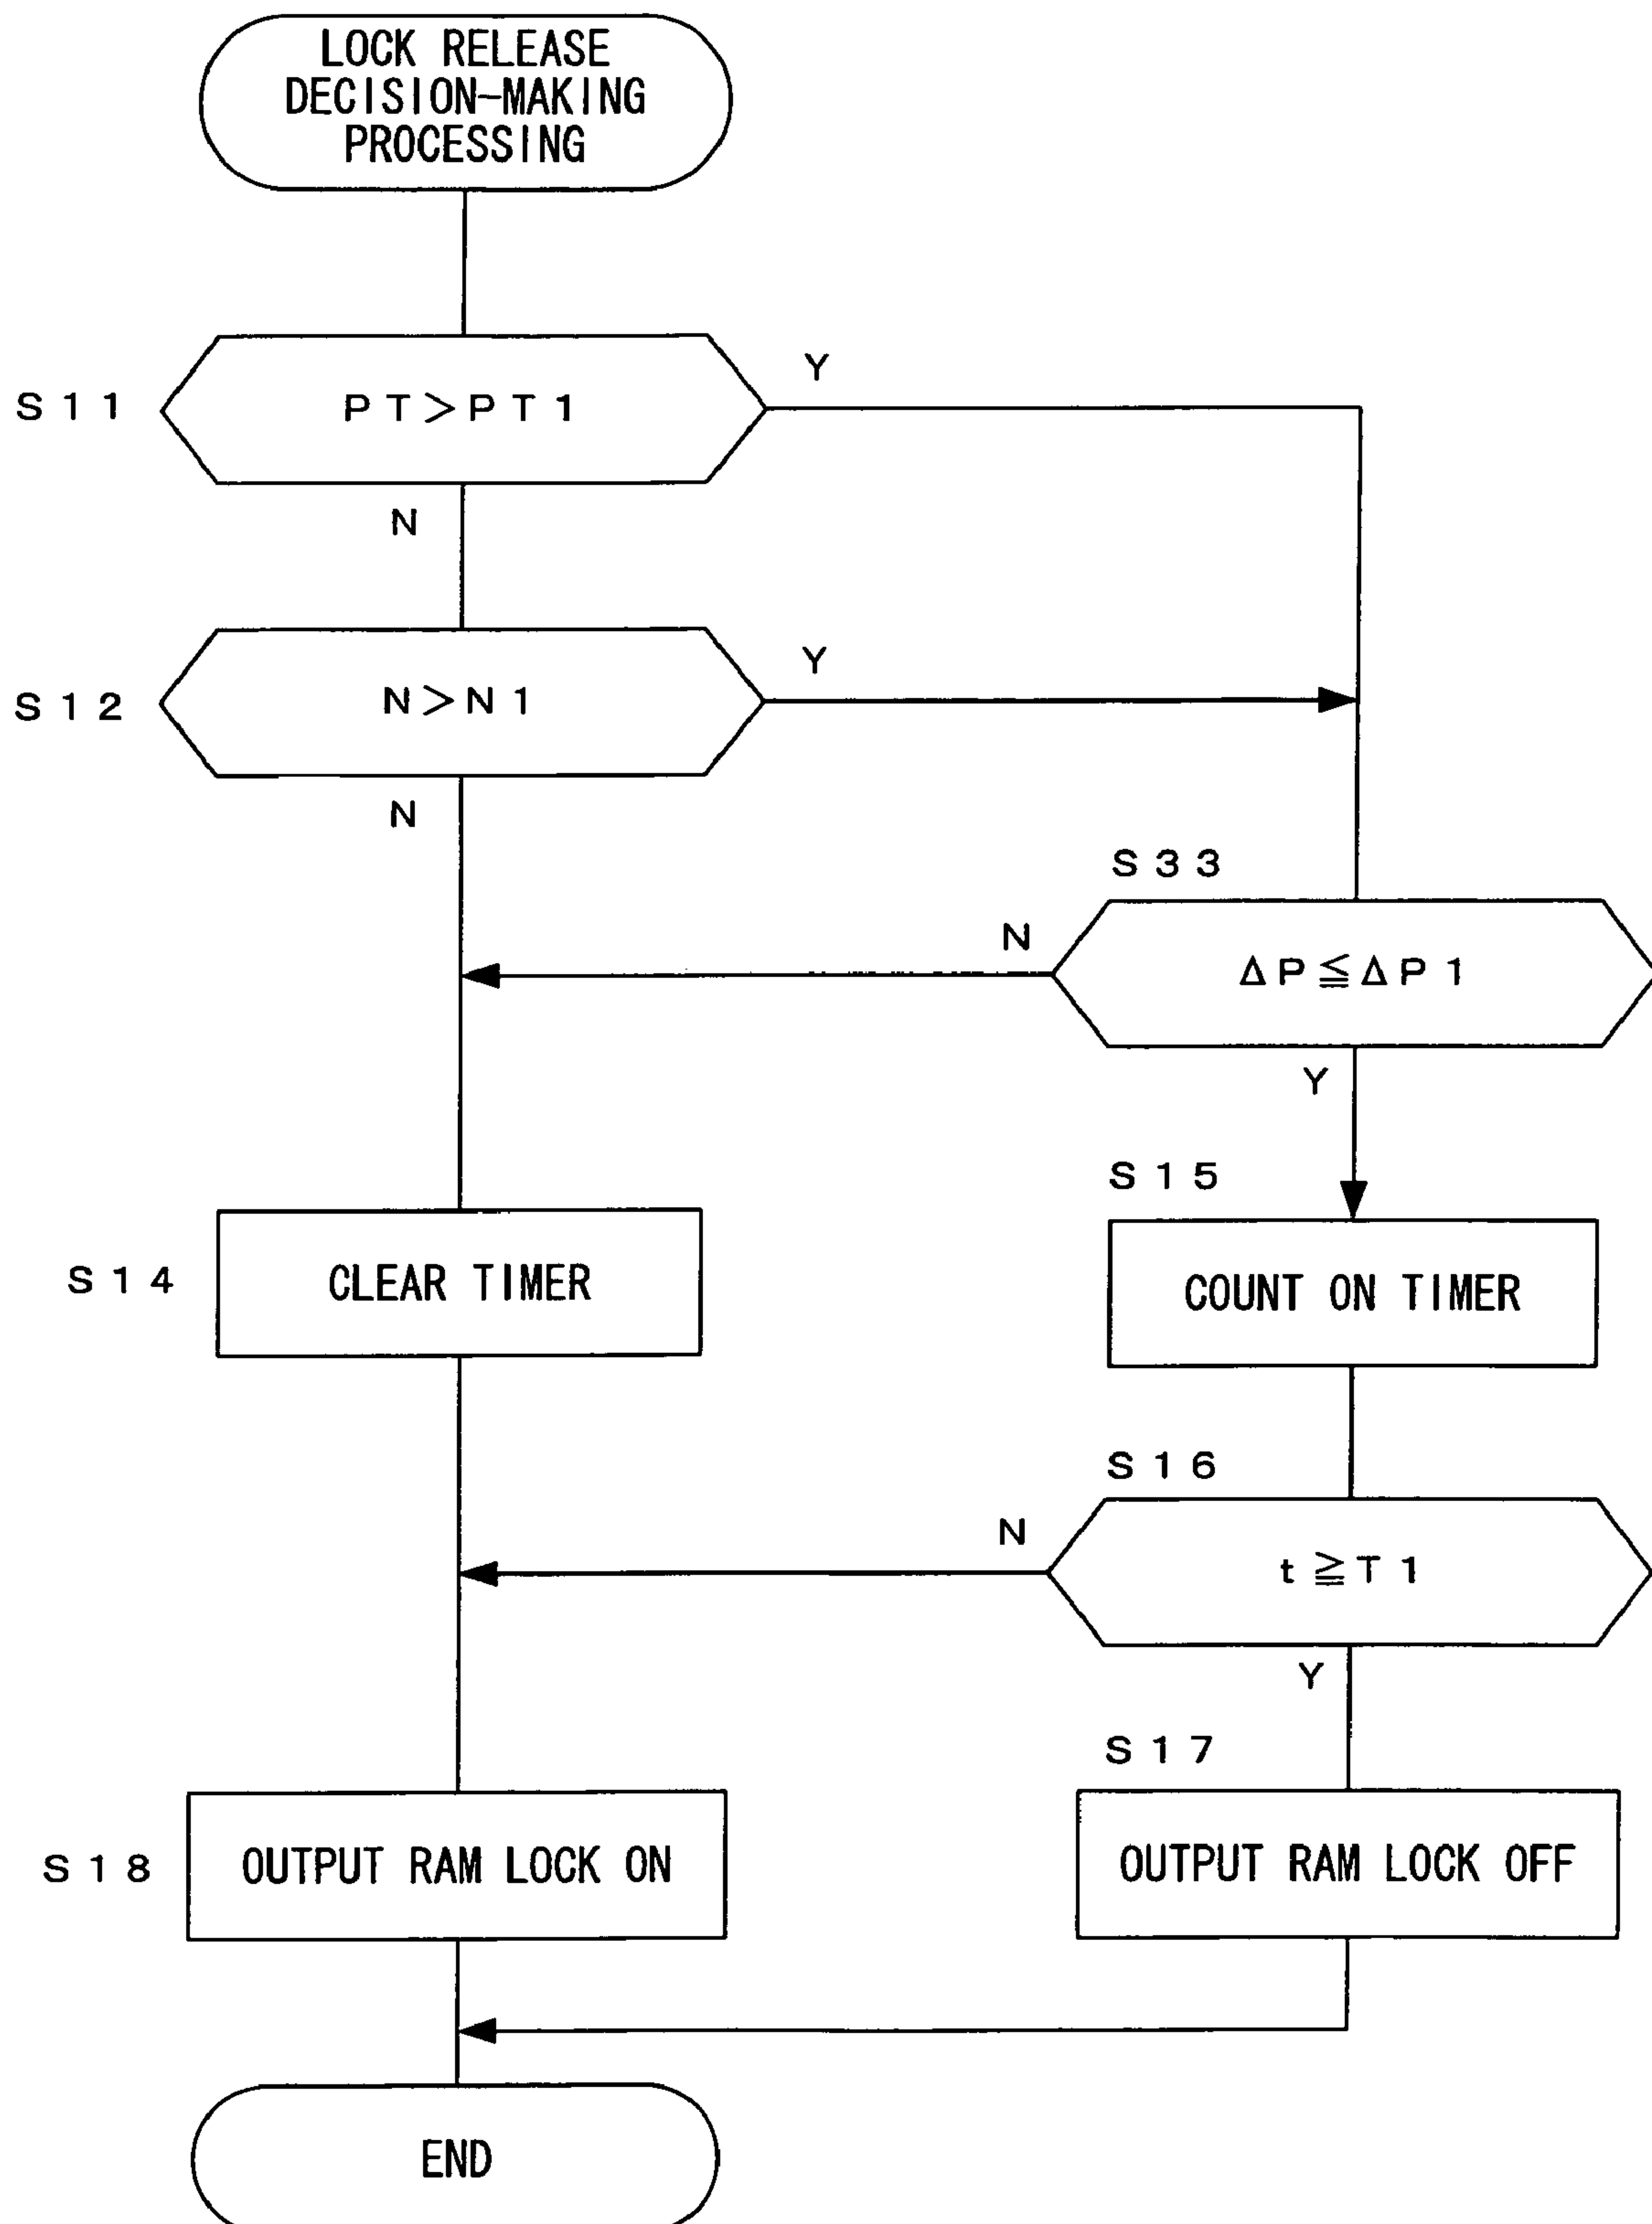 LOCK RELEASE
DECISION-MAKING
PROCESSING
S11
PT>PT1
Y
N
S12
N>N1
Y
N
S33
ΔP≦ΔP1
N
Y
S14
CLEAR TIMER
S15
COUNT ON TIMER
S16
t≧T1
N
Y
S17
OUTPUT RAM LOCK OFF
S18
OUTPUT RAM LOCK ON
END